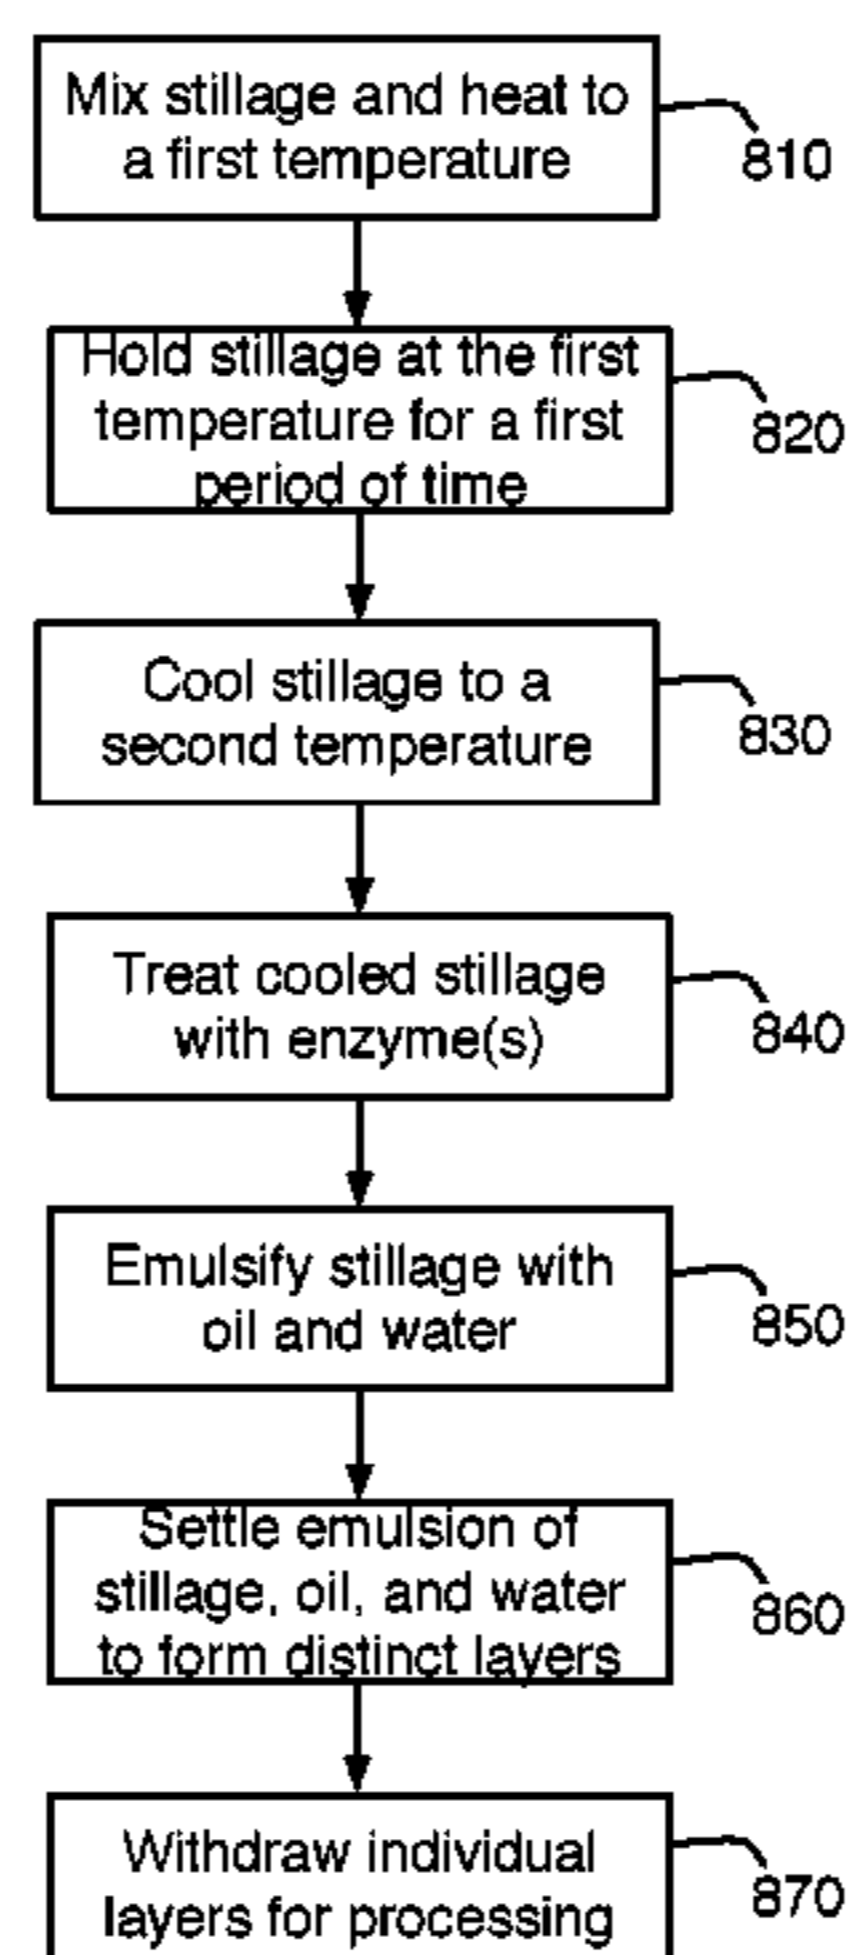 Mix stillage and heat to
a first temperature
810
Hold stillage at the first
temperature for a first
period of time
820
Cool stillage to a
second temperature
830
Treat cooled stillage
with enzyme(s)
840
Emulsify stillage with
oil and water
850
Settle emulsion of
stillage, oil, and water
to form distinct layers
860
Withdraw individual
layers for processing
870